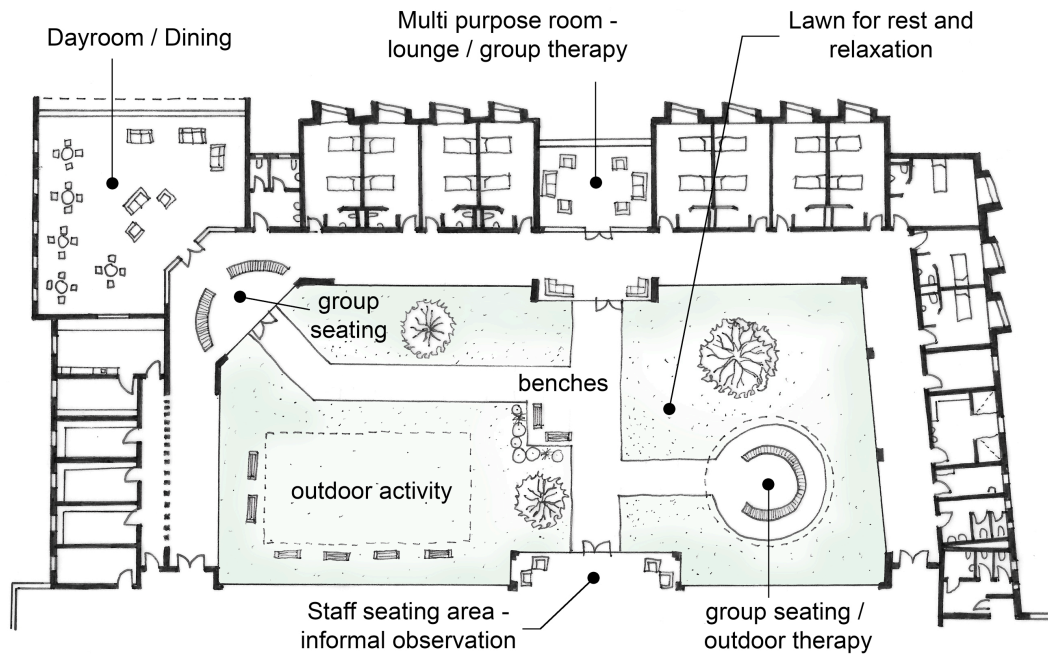 Dayroom / Dining
Multi purpose room -
lounge / group therapy
Lawn for rest and
relaxation
group
seating
benches
outdoor activity
Staff seating area -
informal observation
group seating /
outdoor therapy